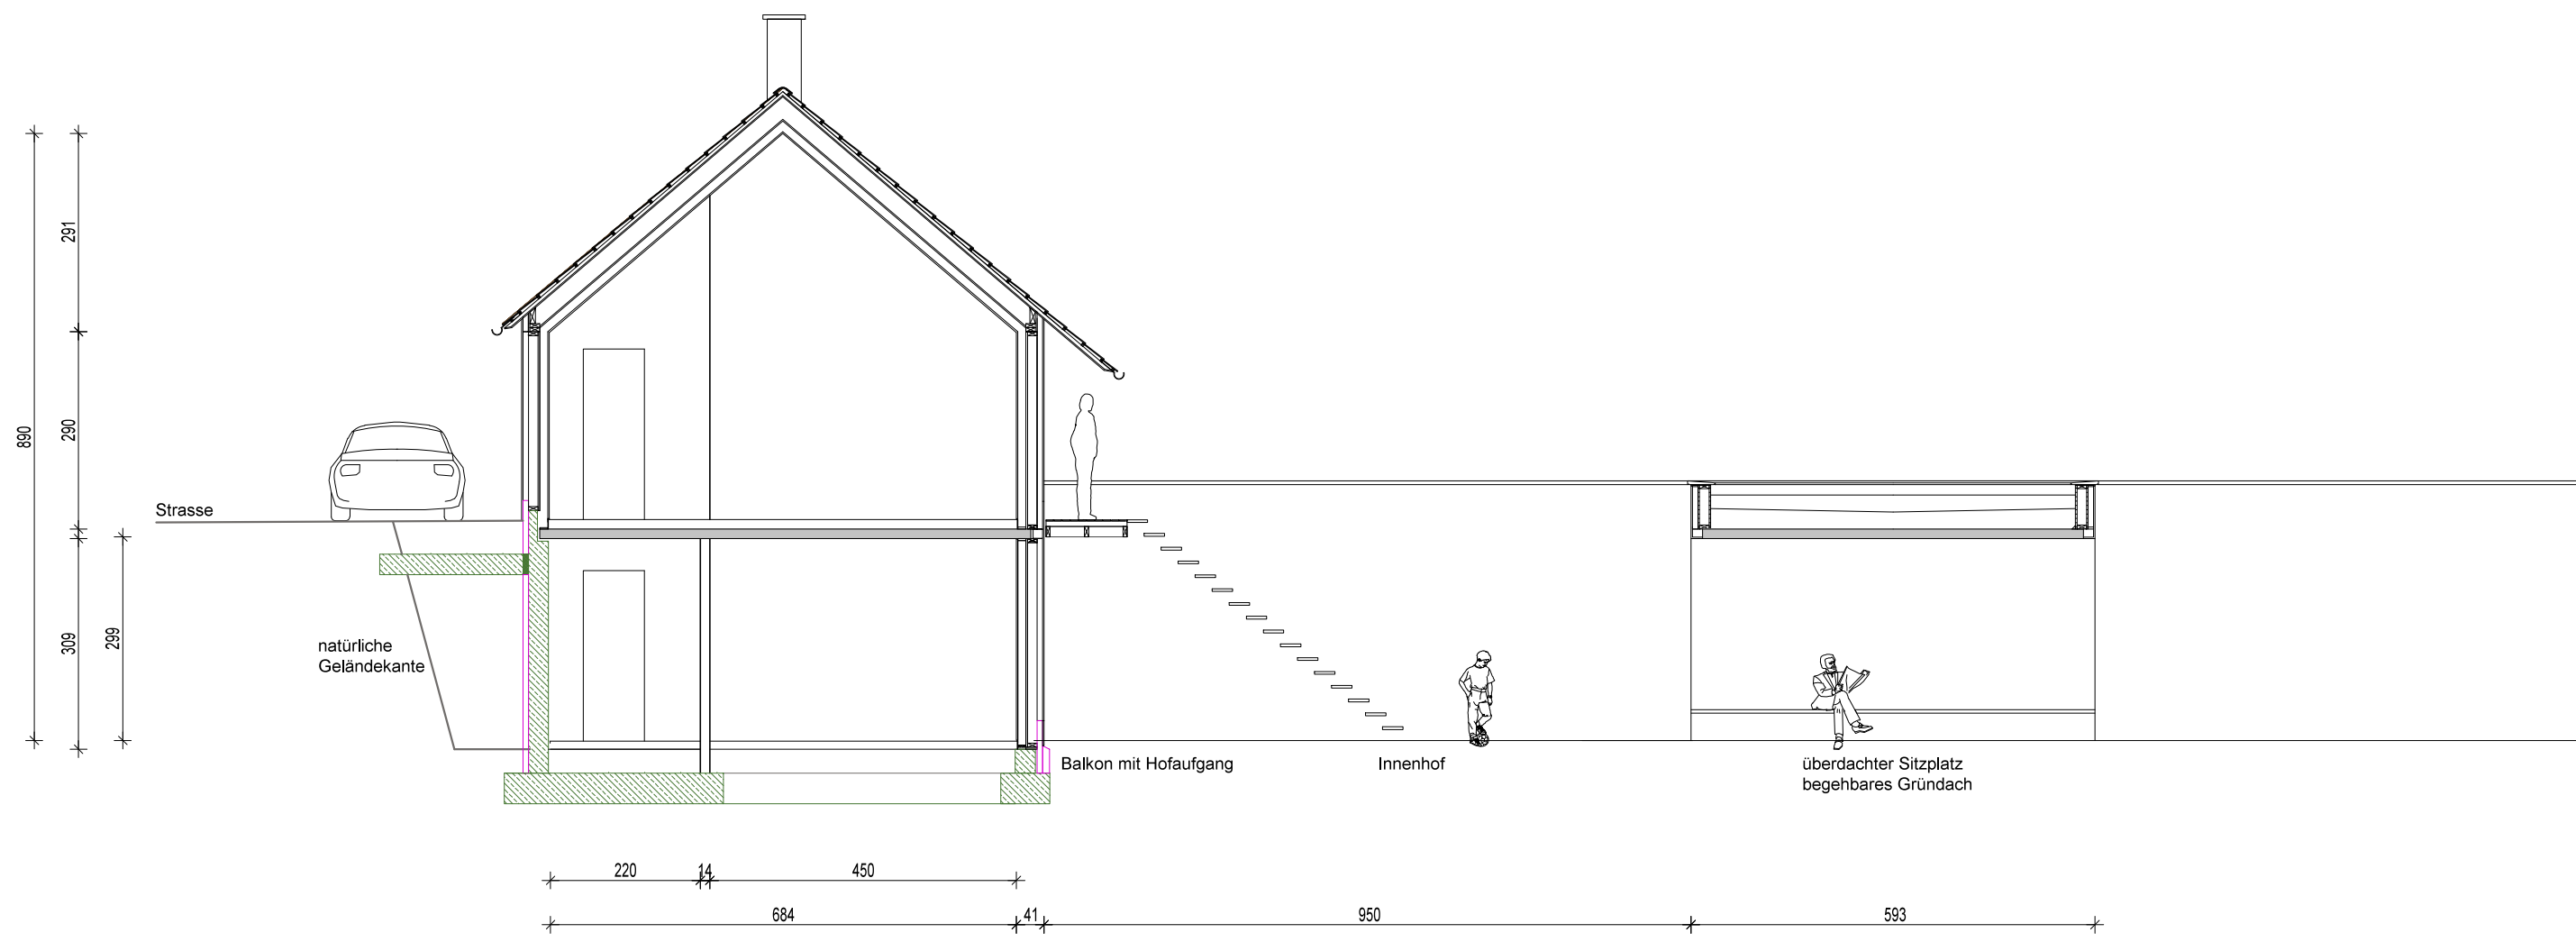 291
890
290
Strasse
309
299
natürliche
Geländekante
Balkon mit Hofaufgang
Innenhof
überdachter Sitzplatz
begehbares Gründach
220
14
450
684
41
950
593